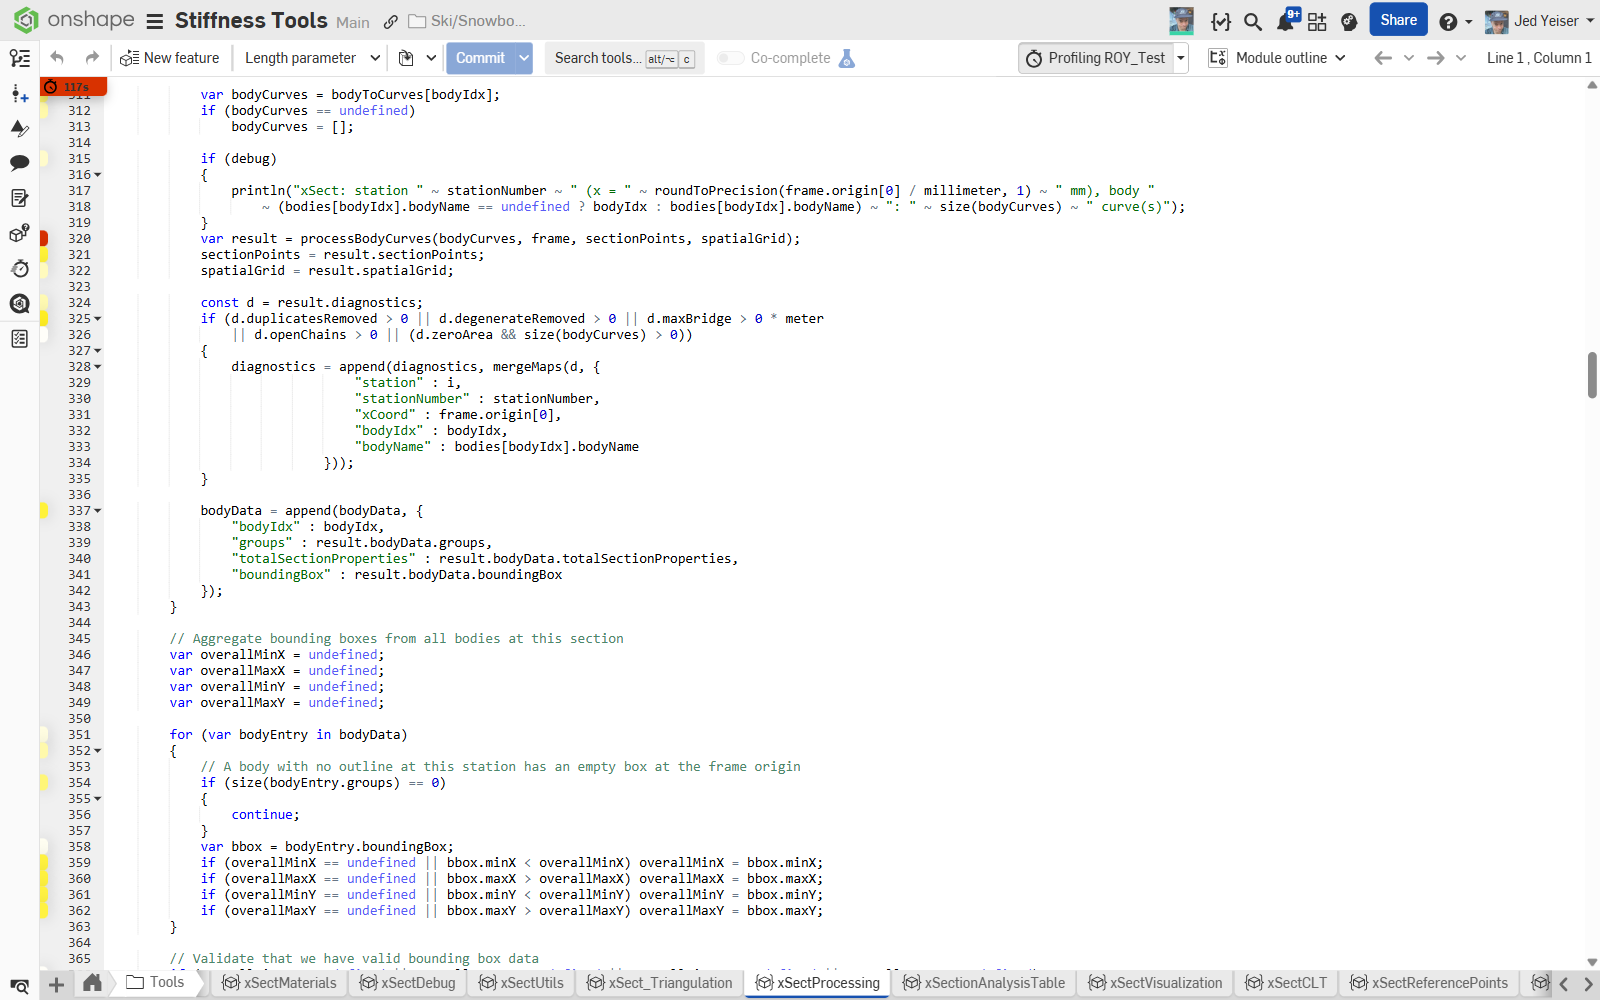 onshape Stiffness Tools Main Ski/Snowbo... 9+ Share Jed Yeiser
New feature Length parameter Commit Search tools... alt/⌥ c Co-complete Profiling ROY_Test Module outline Line 1 , Column 1
117s
311 var bodyCurves = bodyToCurves[bodyIdx];
312 if (bodyCurves == undefined)
313 bodyCurves = [];
314
315 if (debug)
316 {
317 println("xSect: station " ~ stationNumber ~ " (x = " ~ roundToPrecision(frame.origin[0] / millimeter, 1) ~ " mm), body "
318 ~ (bodies[bodyIdx].bodyName == undefined ? bodyIdx : bodies[bodyIdx].bodyName) ~ ": " ~ size(bodyCurves) ~ " curve(s)");
319 }
320 var result = processBodyCurves(bodyCurves, frame, sectionPoints, spatialGrid);
321 sectionPoints = result.sectionPoints;
322 spatialGrid = result.spatialGrid;
323
324 const d = result.diagnostics;
325 if (d.duplicatesRemoved > 0 || d.degenerateRemoved > 0 || d.maxBridge > 0 * meter
326 || d.openChains > 0 || (d.zeroArea && size(bodyCurves) > 0))
327 {
328 diagnostics = append(diagnostics, mergeMaps(d, {
329 "station" : i,
330 "stationNumber" : stationNumber,
331 "xCoord" : frame.origin[0],
332 "bodyIdx" : bodyIdx,
333 "bodyName" : bodies[bodyIdx].bodyName
334 }));
335 }
336
337 bodyData = append(bodyData, {
338 "bodyIdx" : bodyIdx,
339 "groups" : result.bodyData.groups,
340 "totalSectionProperties" : result.bodyData.totalSectionProperties,
341 "boundingBox" : result.bodyData.boundingBox
342 });
343 }
344
345 // Aggregate bounding boxes from all bodies at this section
346 var overallMinX = undefined;
347 var overallMaxX = undefined;
348 var overallMinY = undefined;
349 var overallMaxY = undefined;
350
351 for (var bodyEntry in bodyData)
352 {
353 // A body with no outline at this station has an empty box at the frame origin
354 if (size(bodyEntry.groups) == 0)
355 {
356 continue;
357 }
358 var bbox = bodyEntry.boundingBox;
359 if (overallMinX == undefined || bbox.minX < overallMinX) overallMinX = bbox.minX;
360 if (overallMaxX == undefined || bbox.maxX > overallMaxX) overallMaxX = bbox.maxX;
361 if (overallMinY == undefined || bbox.minY < overallMinY) overallMinY = bbox.minY;
362 if (overallMaxY == undefined || bbox.maxY > overallMaxY) overallMaxY = bbox.maxY;
363 }
364
365 // Validate that we have valid bounding box data
Tools xSectMaterials xSectDebug xSectUtils xSect_Triangulation xSectProcessing xSectionAnalysisTable xSectVisualization xSectCLT xSectReferencePoints